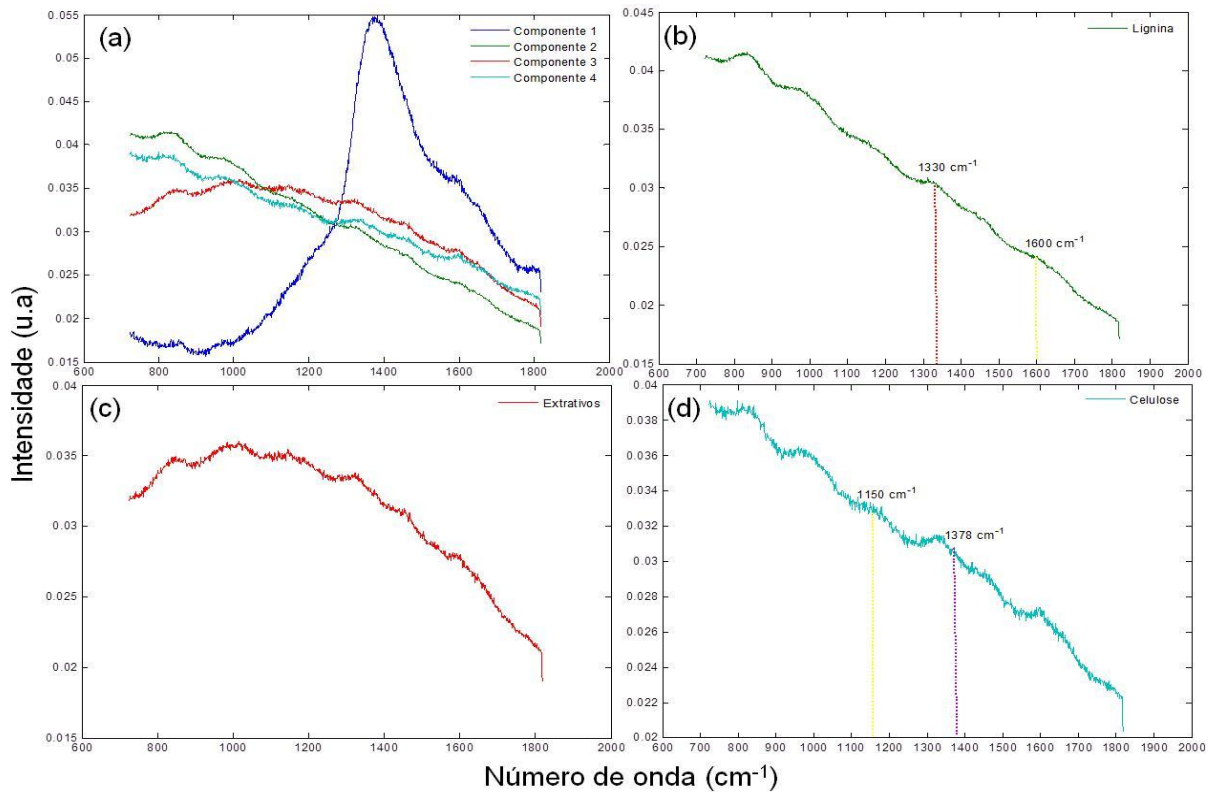 (a)
Componente 1
Componente 2
Componente 3
Componente 4
0.055
0.05
0.045
0.04
0.035
0.03
0.025
0.02
0.015
600 800 1000 1200 1400 1600 1800 2000
(b)
Lignina
1330 cm⁻¹
1600 cm⁻¹
0.045
0.04
0.035
0.03
0.025
0.02
0.015
600 700 800 900 1000 1100 1200 1300 1400 1500 1600 1700 1800 1900 2000
(c)
Extrativos
0.04
0.035
0.03
0.025
0.02
0.015
600 800 1000 1200 1400 1600 1800 2000
(d)
Celulose
1150 cm⁻¹
1378 cm⁻¹
0.04
0.038
0.036
0.034
0.032
0.03
0.028
0.026
0.024
0.022
0.02
600 700 800 900 1000 1100 1200 1300 1400 1500 1600 1700 1800 1900 2000
Intensidade (u.a)
Número de onda (cm⁻¹)